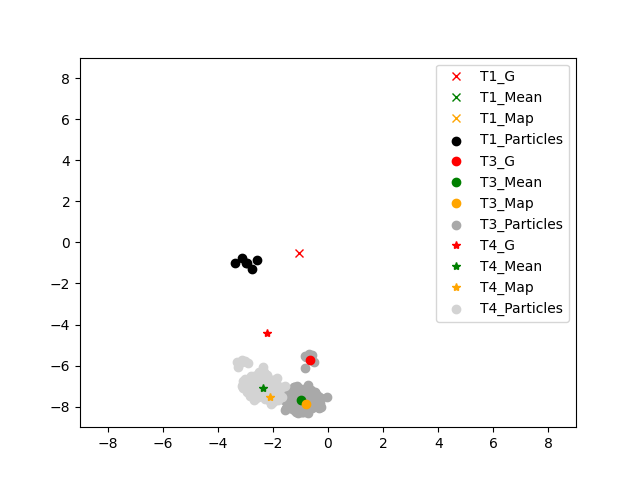 8
6
4
2
0
−2
−4
−6
−8
−8
−6
−4
−2
0
2
4
6
8
T1_G
T1_Mean
T1_Map
T1_Particles
T3_G
T3_Mean
T3_Map
T3_Particles
T4_G
T4_Mean
T4_Map
T4_Particles